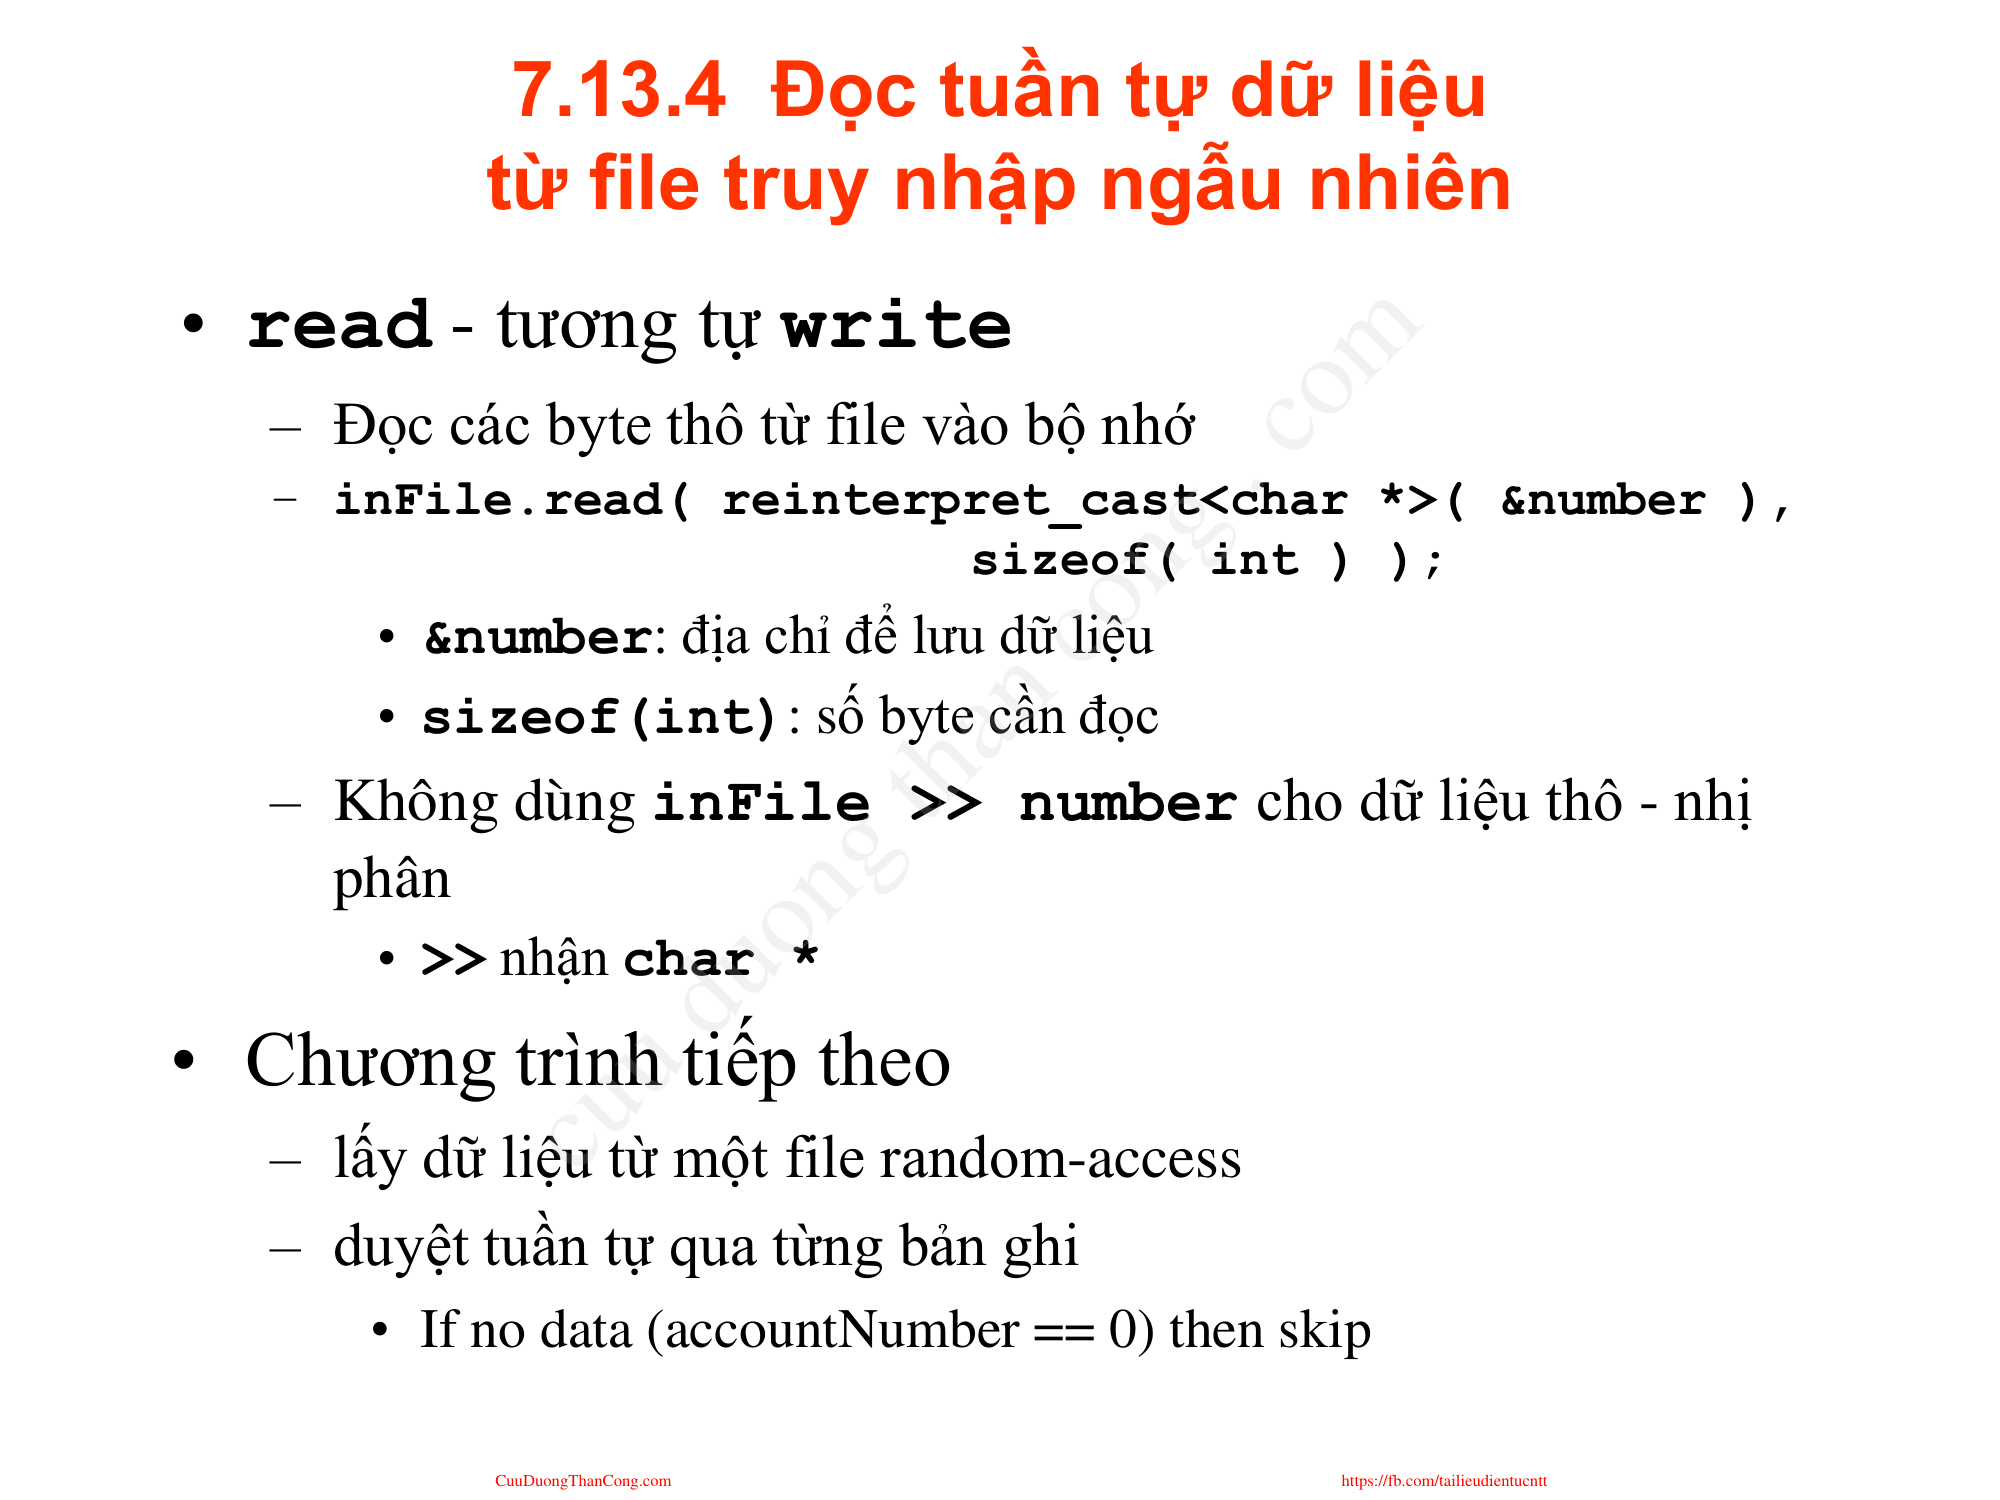 7.13.4 Đọc tuần tự dữ liệu
từ file truy nhập ngẫu nhiên
• read - tương tự write
– Đọc các byte thô từ file vào bộ nhớ
– inFile.read( reinterpret_cast<char *>( &number ),
sizeof( int ) );
• &number: địa chỉ để lưu dữ liệu
• sizeof(int): số byte cần đọc
– Không dùng inFile >> number cho dữ liệu thô - nhị
phân
• >> nhận char *
• Chương trình tiếp theo
– lấy dữ liệu từ một file random-access
– duyệt tuần tự qua từng bản ghi
• If no data (accountNumber == 0) then skip
cuu duong than cong . com
CuuDuongThanCong.com
https://fb.com/tailieudientucntt